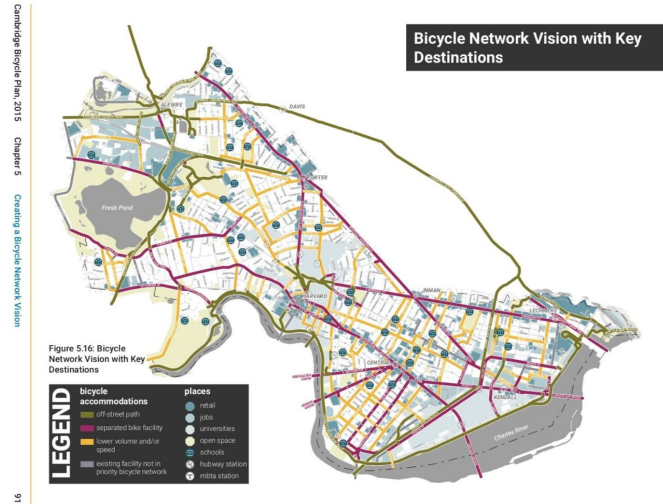 Cambridge Bicycle Plan, 2015
Chapter 5
Creating a Bicycle Network Vision
91
Bicycle Network Vision with Key
Destinations
ALEWIFE
DAVIS
PORTER
Fresh Pond
HARVARD
INMAN
LECHMERE
CENTRAL
KENDALL
Charles River
Figure 5.16: Bicycle
Network Vision with Key
Destinations
LEGEND
bicycle
accommodations
off-street path
separated bike facility
lower volume and/or
speed
existing facility not in
priority bicycle network
places
retail
jobs
universities
open space
schools
hubway station
T mbta station